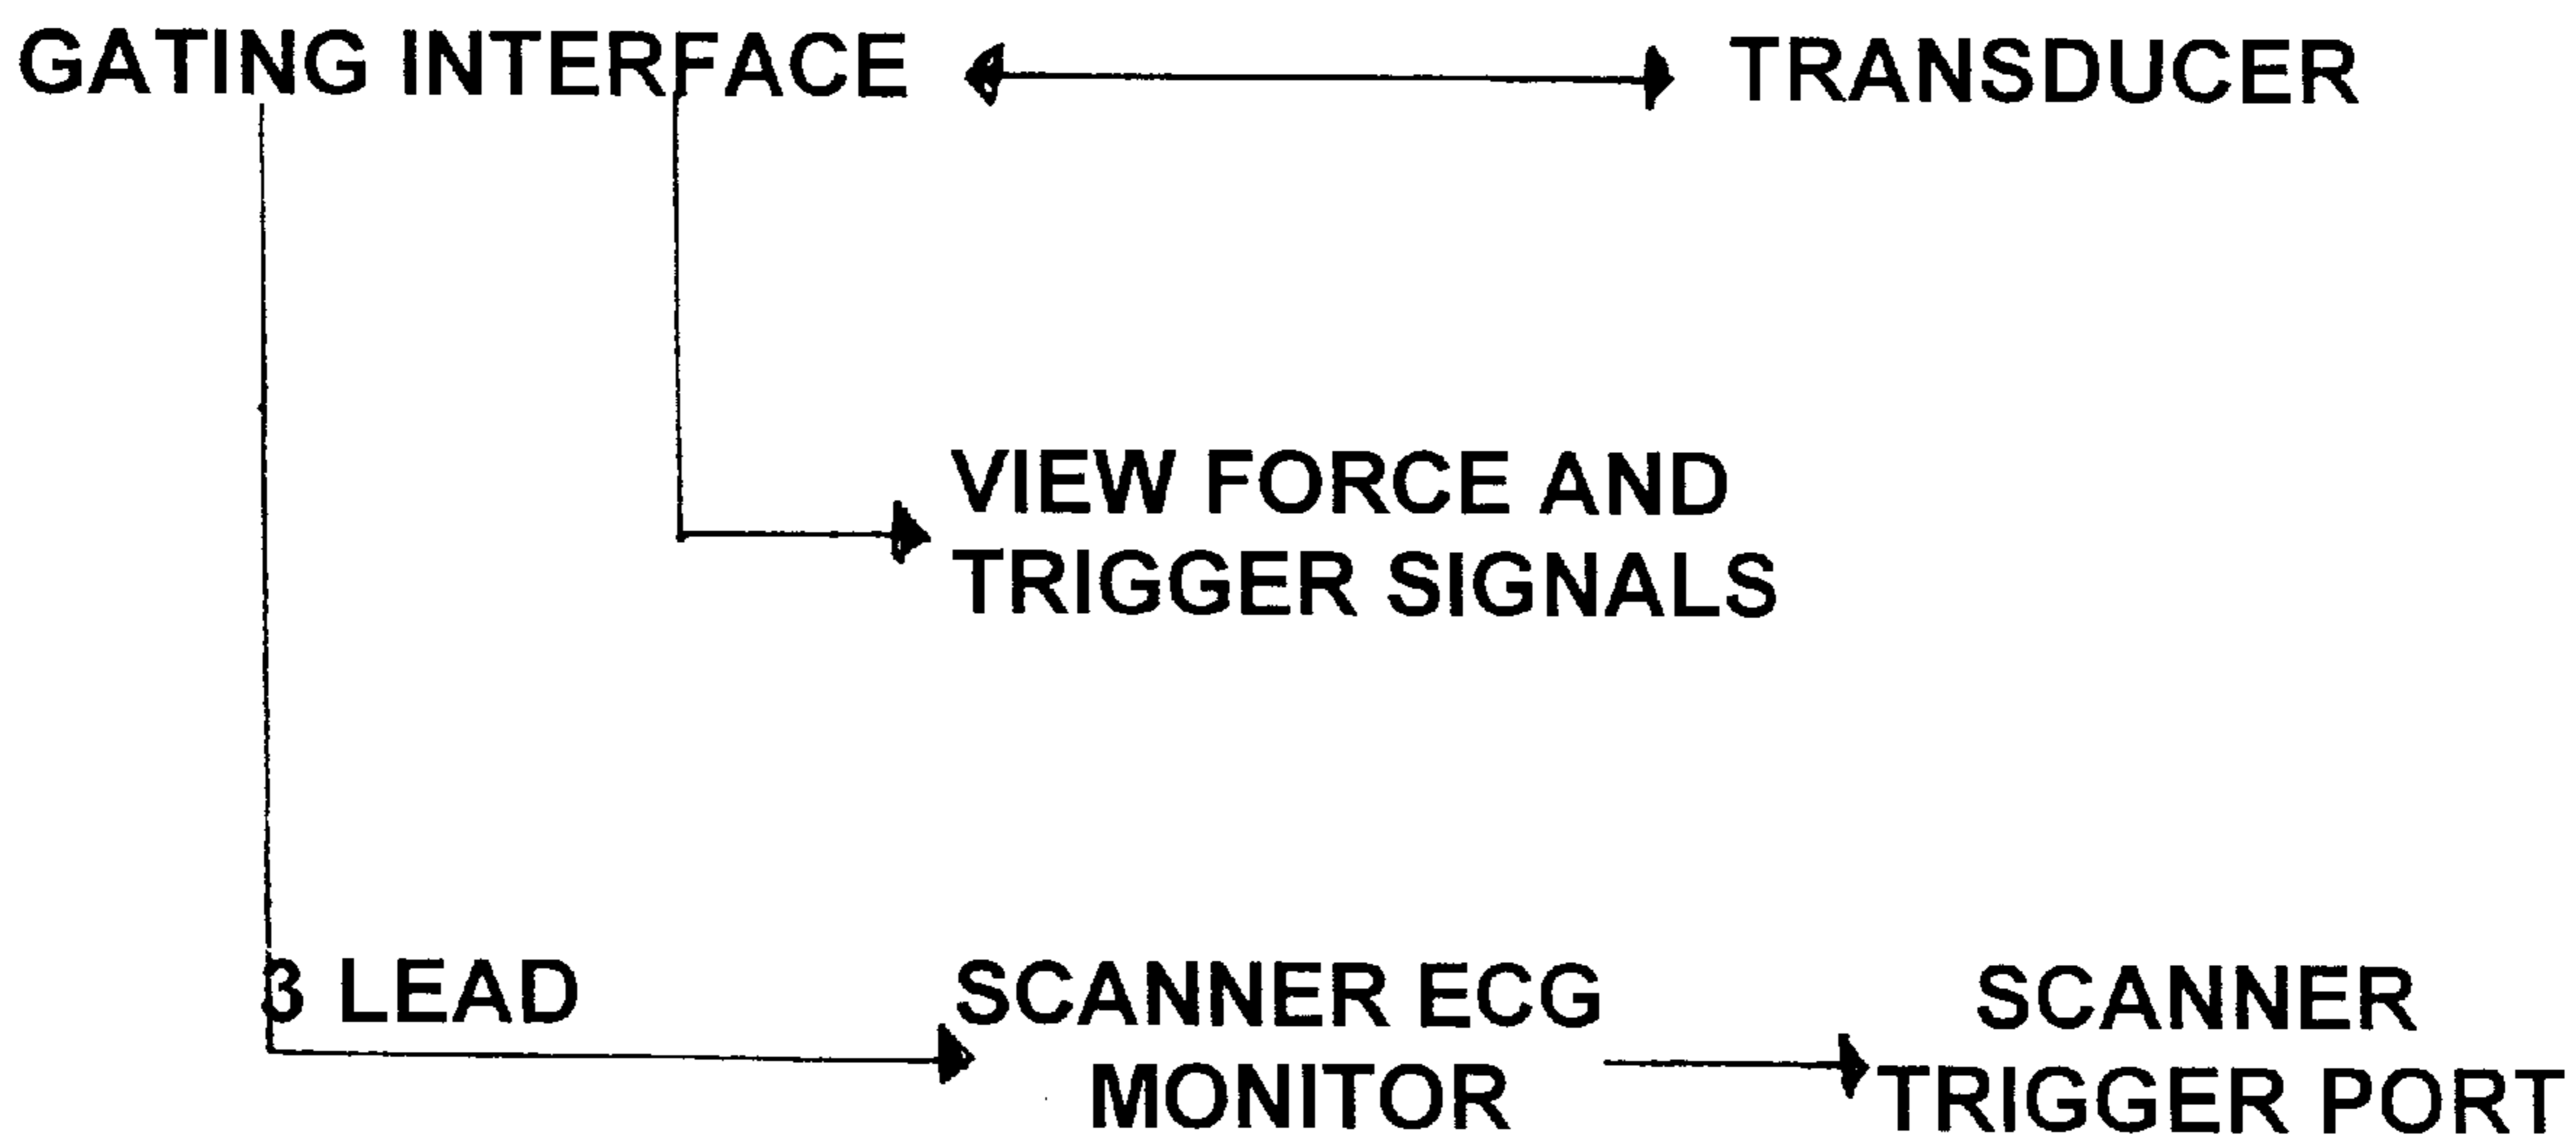 GATING INTERFACE
TRANSDUCER
VIEW FORCE AND
TRIGGER SIGNALS
3 LEAD
SCANNER ECG
MONITOR
SCANNER
TRIGGER PORT